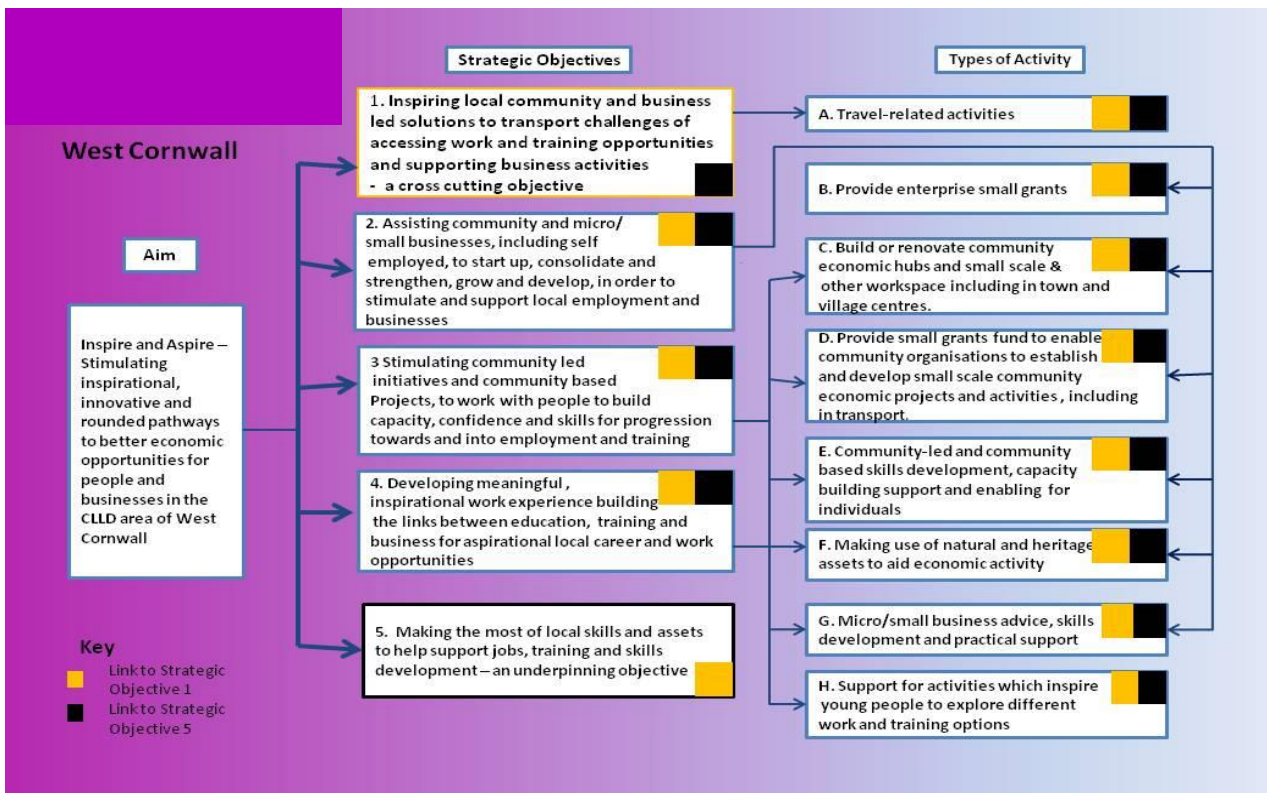 West Cornwall
Aim
Inspire and Aspire –
Stimulating
inspirational,
innovative and
rounded pathways
to better economic
opportunities for
people and
businesses in the
CLLD area of West
Cornwall
Key
Link to Strategic
Objective 1
Link to Strategic
Objective 5
Strategic Objectives
1. Inspiring local community and business
led solutions to transport challenges of
accessing work and training opportunities
and supporting business activities
- a cross cutting objective
2. Assisting community and micro/
small businesses, including self
employed, to start up, consolidate and
strengthen, grow and develop, in order to
stimulate and support local employment and
businesses
3 Stimulating community led
initiatives and community based
Projects, to work with people to build
capacity, confidence and skills for progression
towards and into employment and training
4. Developing meaningful ,
inspirational work experience building
the links between education, training and
business for aspirational local career and work
opportunities
5. Making the most of local skills and assets
to help support jobs, training and skills
development – an underpinning objective
Types of Activity
A. Travel-related activities
B. Provide enterprise small grants
C. Build or renovate community
economic hubs and small scale &
other workspace including in town and
village centres.
D. Provide small grants fund to enable
community organisations to establish
and develop small scale community
economic projects and activities , including
in transport.
E. Community-led and community
based skills development, capacity
building support and enabling for
individuals
F. Making use of natural and heritage
assets to aid economic activity
G. Micro/small business advice, skills
development and practical support
H. Support for activities which inspire
young people to explore different
work and training options